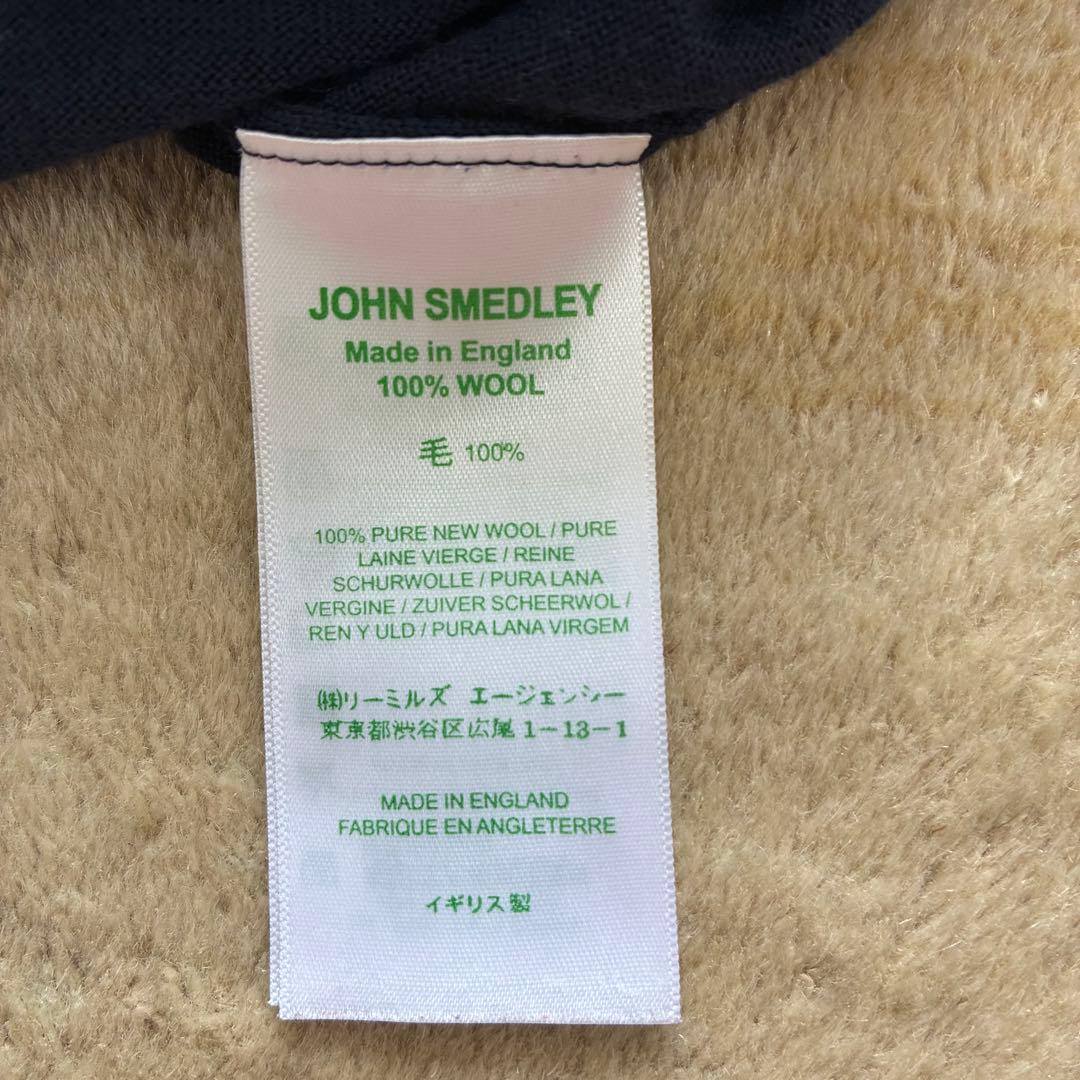 JOHN SMEDLEY
Made in England
100% WOOL
毛 100%
100% PURE NEW WOOL / PURE
LAINE VIERGE / REINE
SCHURWOLLE / PURA LANA
VERGINE / ZUIVER SCHEERWOL /
REN Y ULD / PURA LANA VIRGEM
㈱リーミルズ エージェンシー
東京都渋谷区広尾1-13-1
MADE IN ENGLAND
FABRIQUE EN ANGLETERRE
イギリス製